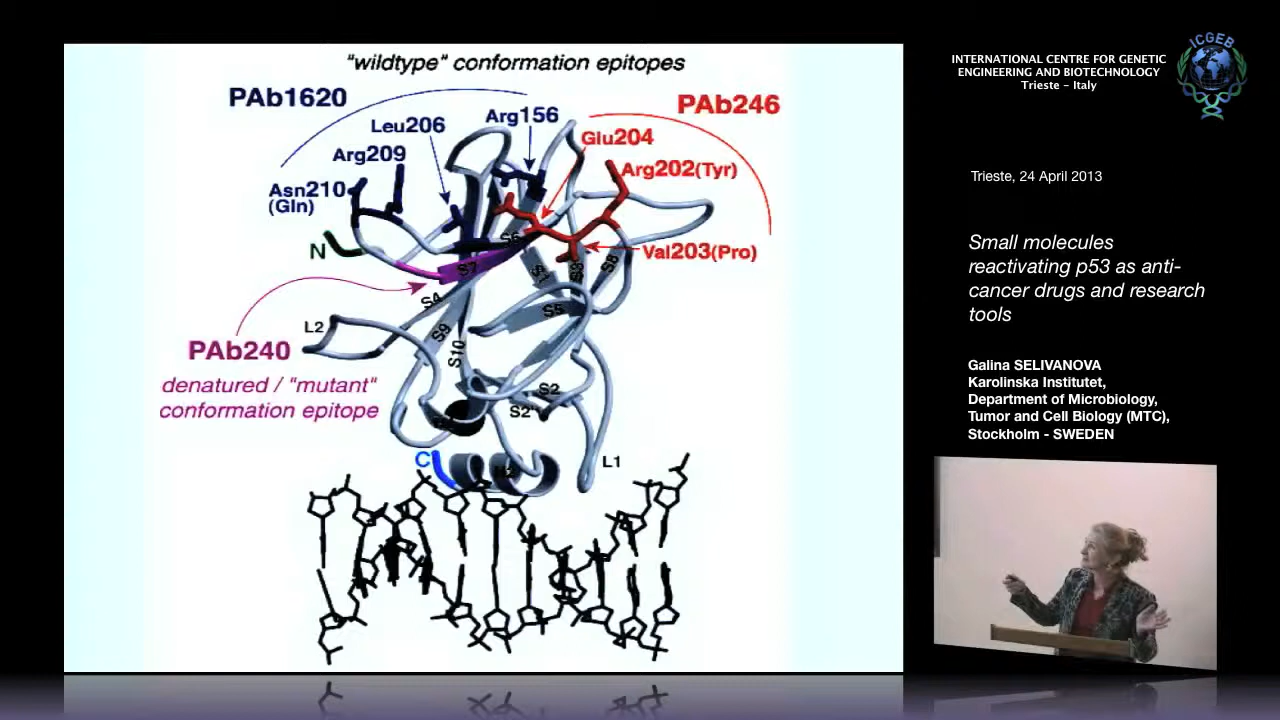 "wildtype" conformation epitopes
PAb1620
PAb246
Arg156
Leu206
Glu204
Arg209
Arg202(Tyr)
Asn210
(Gln)
N
S6
Val203(Pro)
S7
S8
S4
S5
L2
S9
S10
PAb240
denatured / "mutant"
conformation epitope
S2
S2'
C
L1
INTERNATIONAL CENTRE FOR GENETIC
ENGINEERING AND BIOTECHNOLOGY
Trieste - Italy
ICGEB
Trieste, 24 April 2013
Small molecules
reactivating p53 as anti-
cancer drugs and research
tools
Galina SELIVANOVA
Karolinska Institutet,
Department of Microbiology,
Tumor and Cell Biology (MTC),
Stockholm - SWEDEN